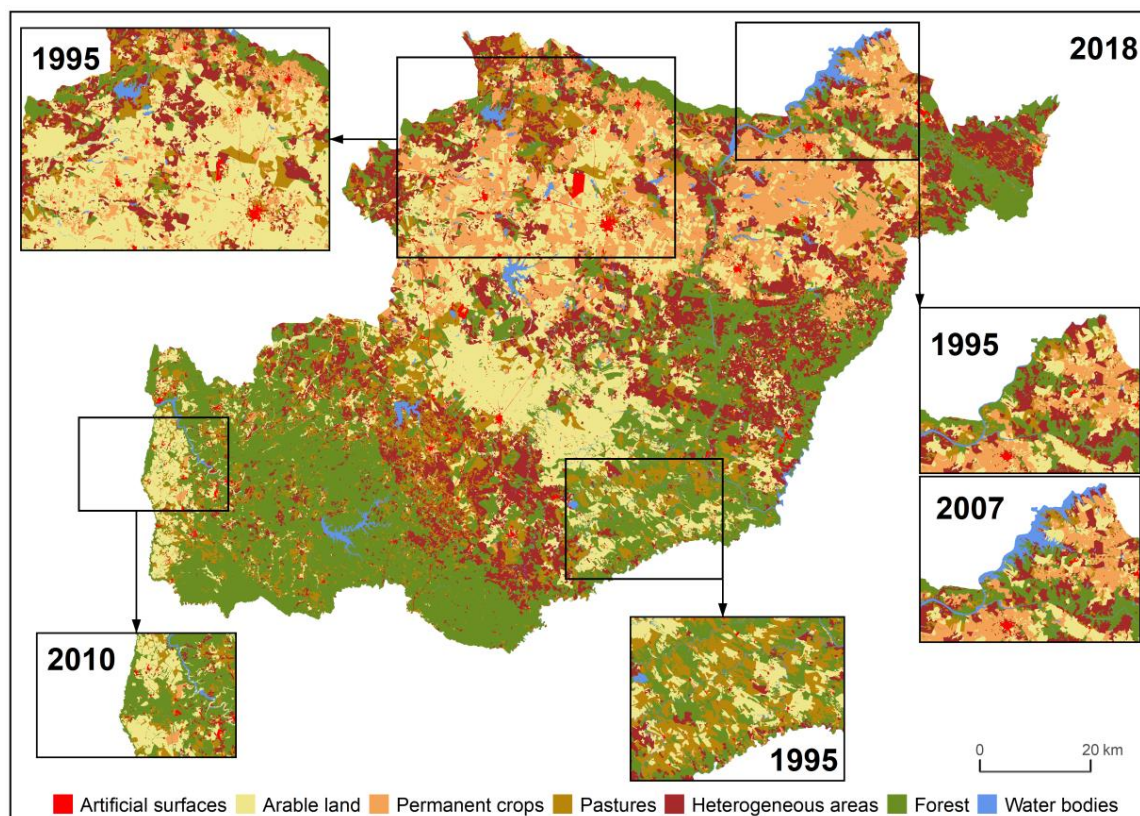 1995
2018
1995
2007
2010
1995
0
20 km
Artificial surfaces
Arable land
Permanent crops
Pastures
Heterogeneous areas
Forest
Water bodies